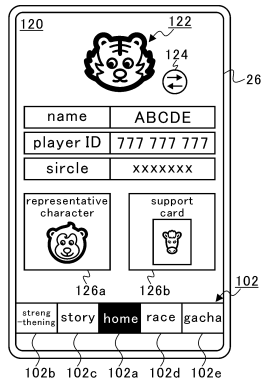 120
122
124
26
name ABCDE
player ID 777 777 777
sircle xxxxxxx
representative
character
support
card
126a 126b
102
streng
-thening
story home race gacha
102b 102c 102a 102d 102e